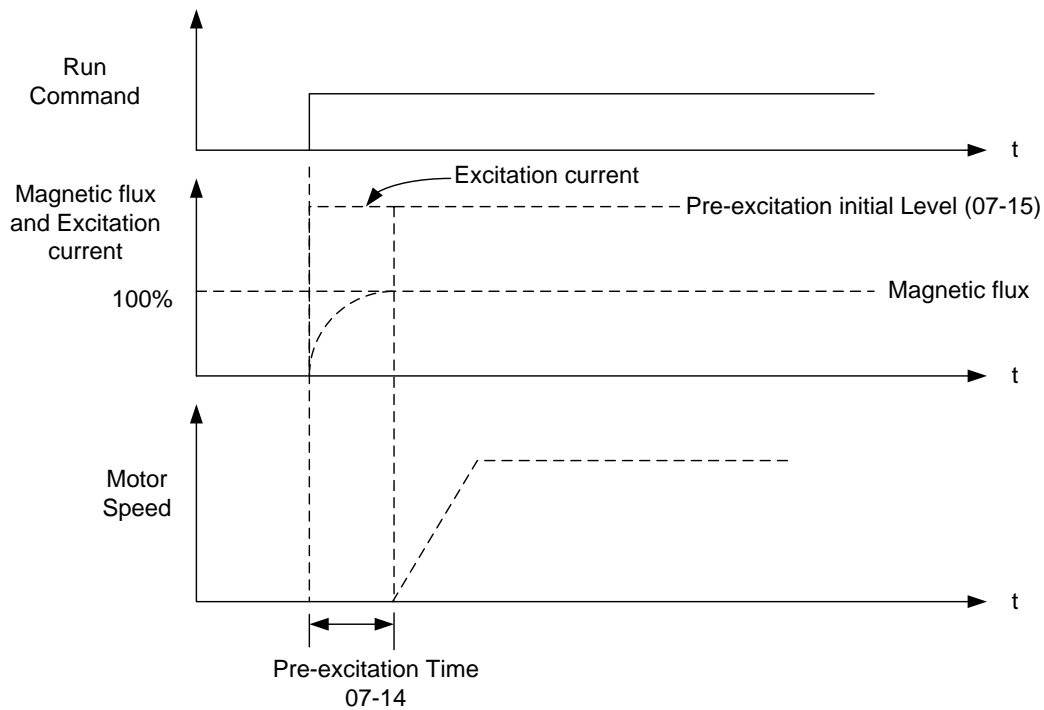 Run
Command
t
Excitation current
Magnetic flux
and Excitation
current
Pre-excitation initial Level (07-15)
100%
Magnetic flux
t
Motor
Speed
t
Pre-excitation Time
07-14